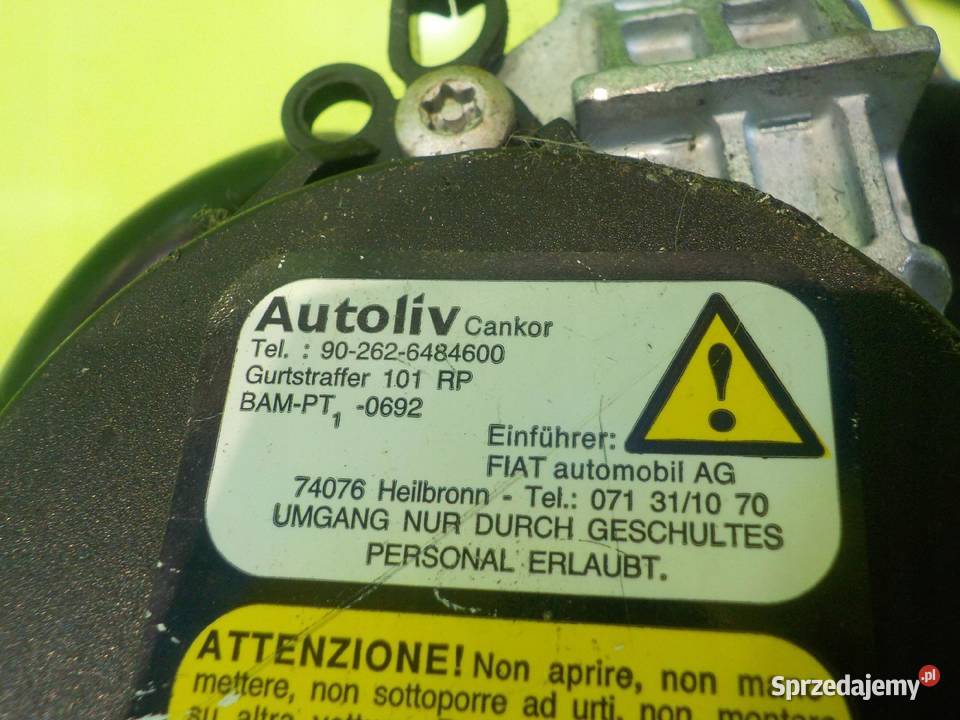 Autoliv Cankor
Tel. : 90-262-6484600
Gurtstraffer 101 RP
BAM-PT1 -0692
Einführer:
FIAT automobil AG
74076 Heilbronn - Tel.: 071 31/10 70
UMGANG NUR DURCH GESCHULTES
PERSONAL ERLAUBT.
ATTENZIONE! Non aprire, non
mettere, non sottoporre ad urti, non
su altra
Sprzedajemy.pl